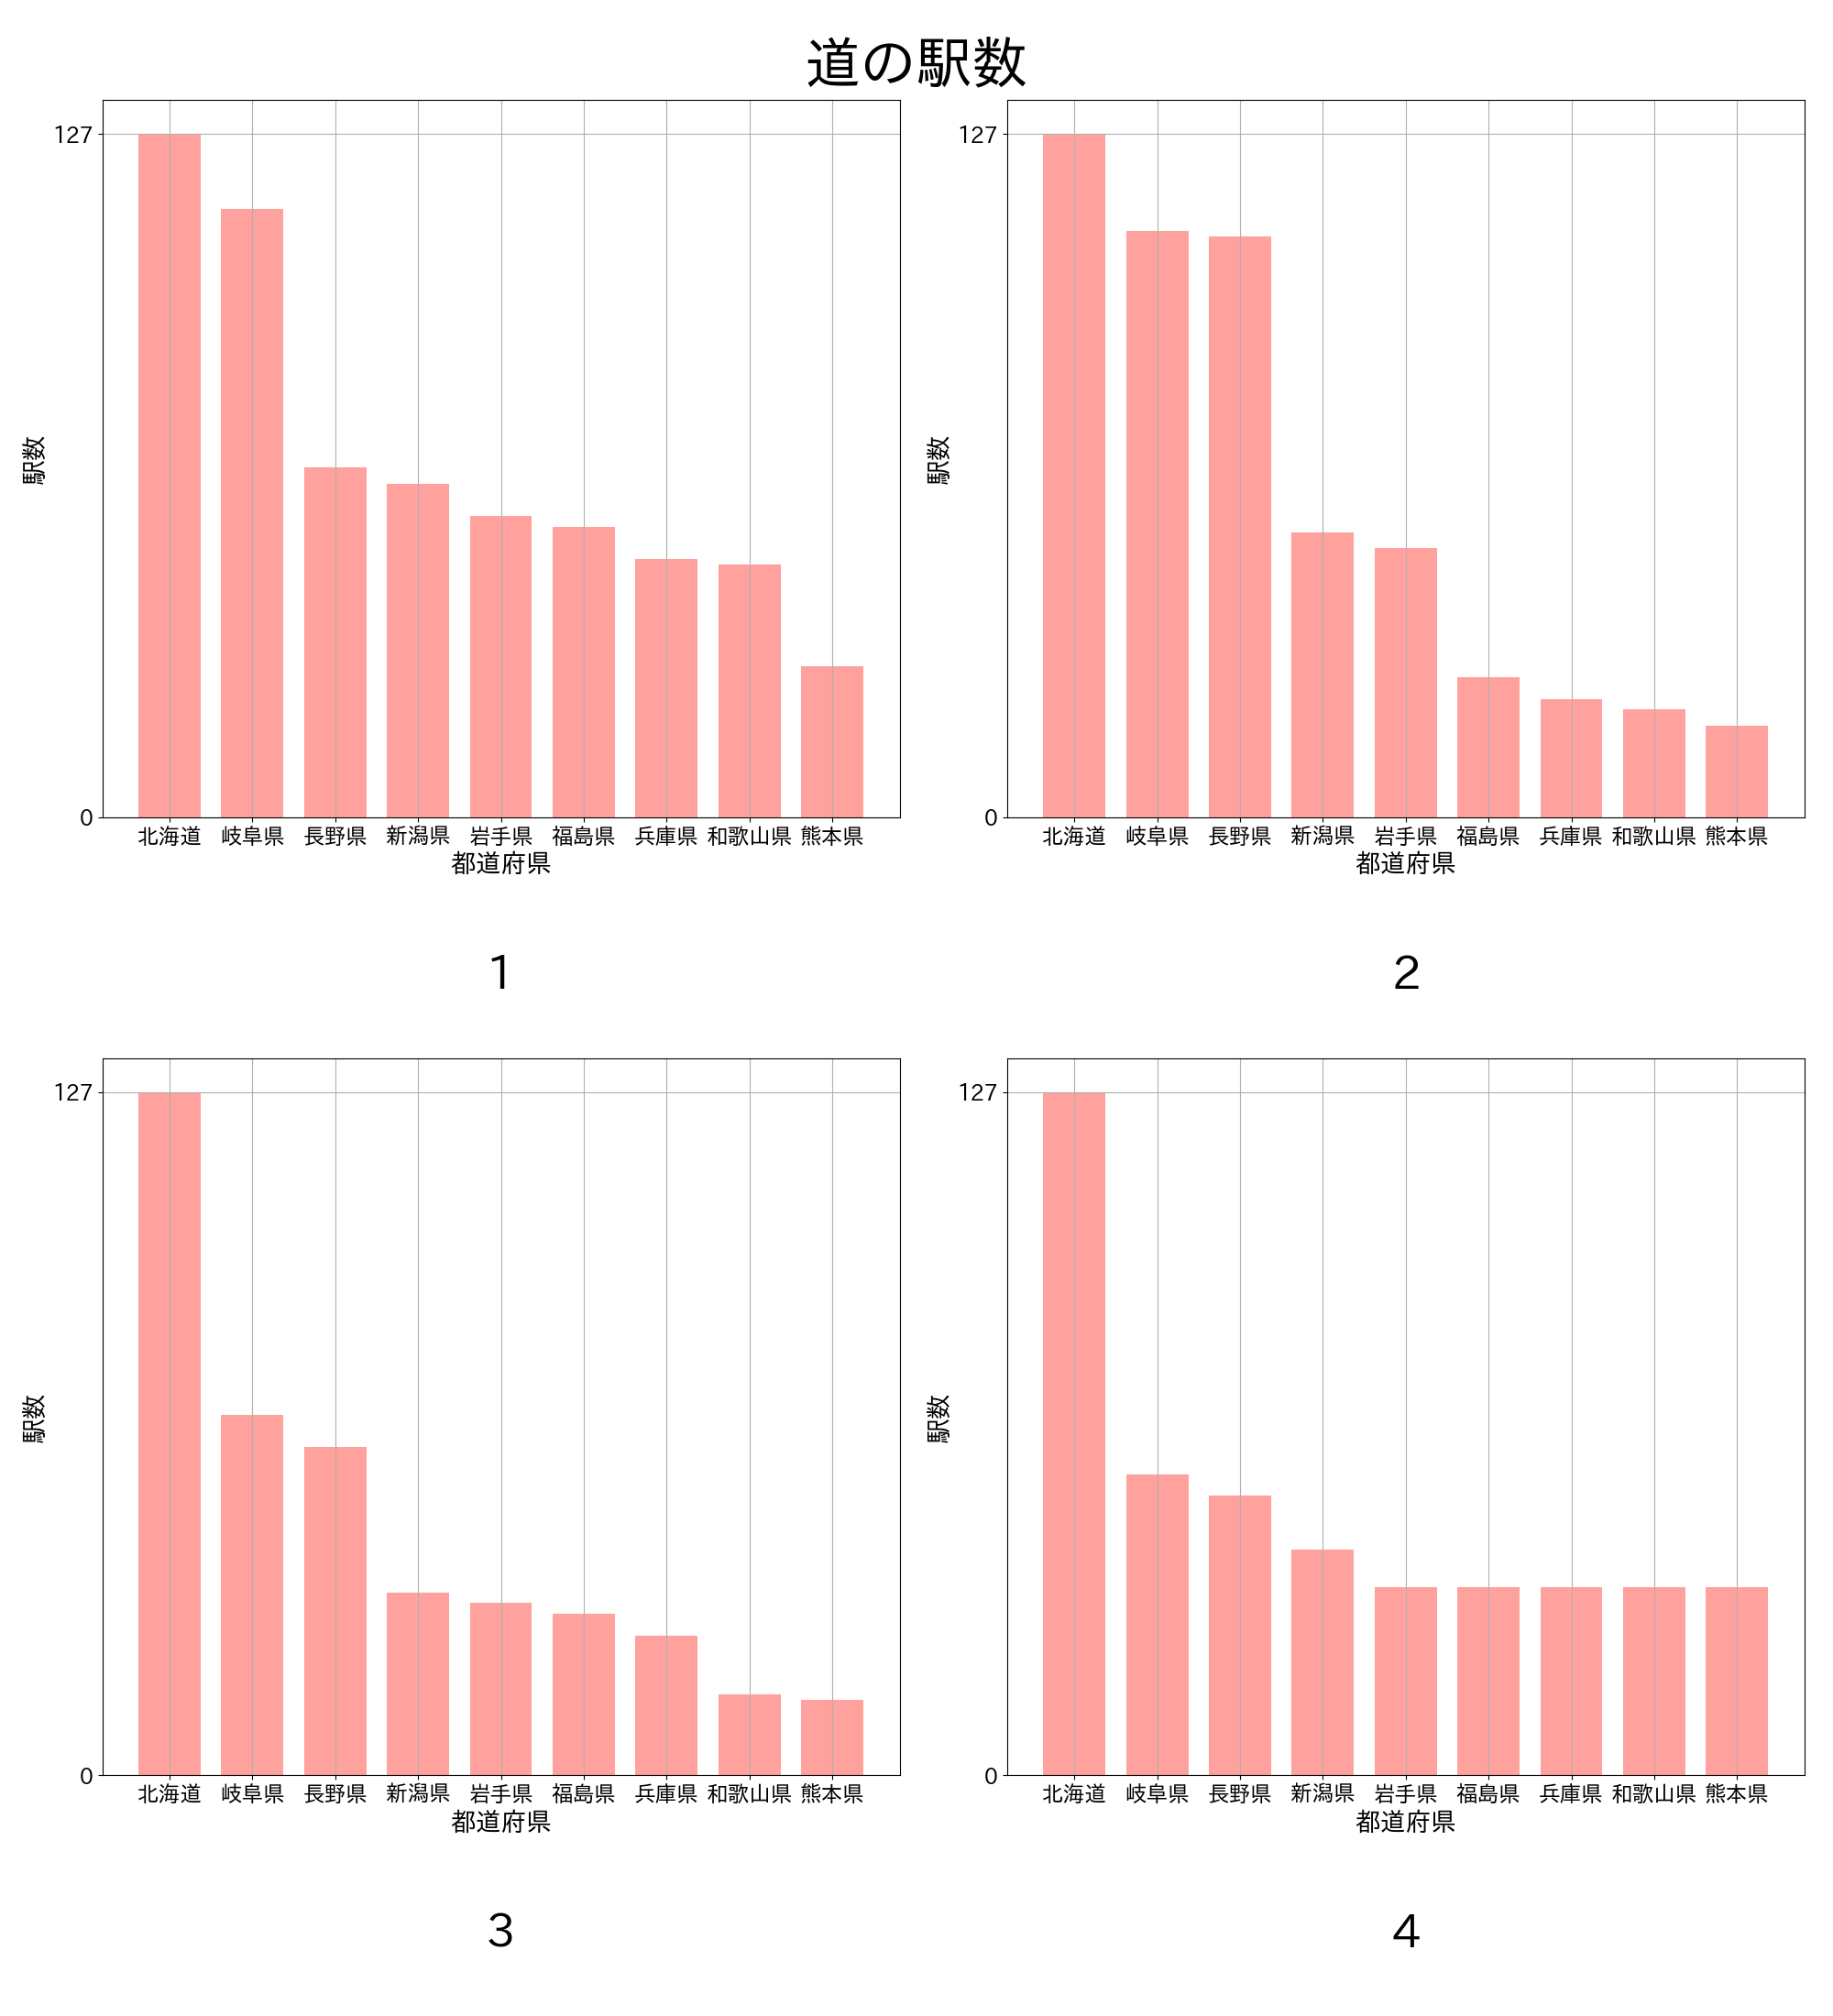 道の駅数
127
0
駅数
北海道 岐阜県 長野県 新潟県 岩手県 福島県 兵庫県 和歌山県 熊本県
都道府県
1
127
0
駅数
北海道 岐阜県 長野県 新潟県 岩手県 福島県 兵庫県 和歌山県 熊本県
都道府県
2
127
0
駅数
北海道 岐阜県 長野県 新潟県 岩手県 福島県 兵庫県 和歌山県 熊本県
都道府県
3
127
0
駅数
北海道 岐阜県 長野県 新潟県 岩手県 福島県 兵庫県 和歌山県 熊本県
都道府県
4